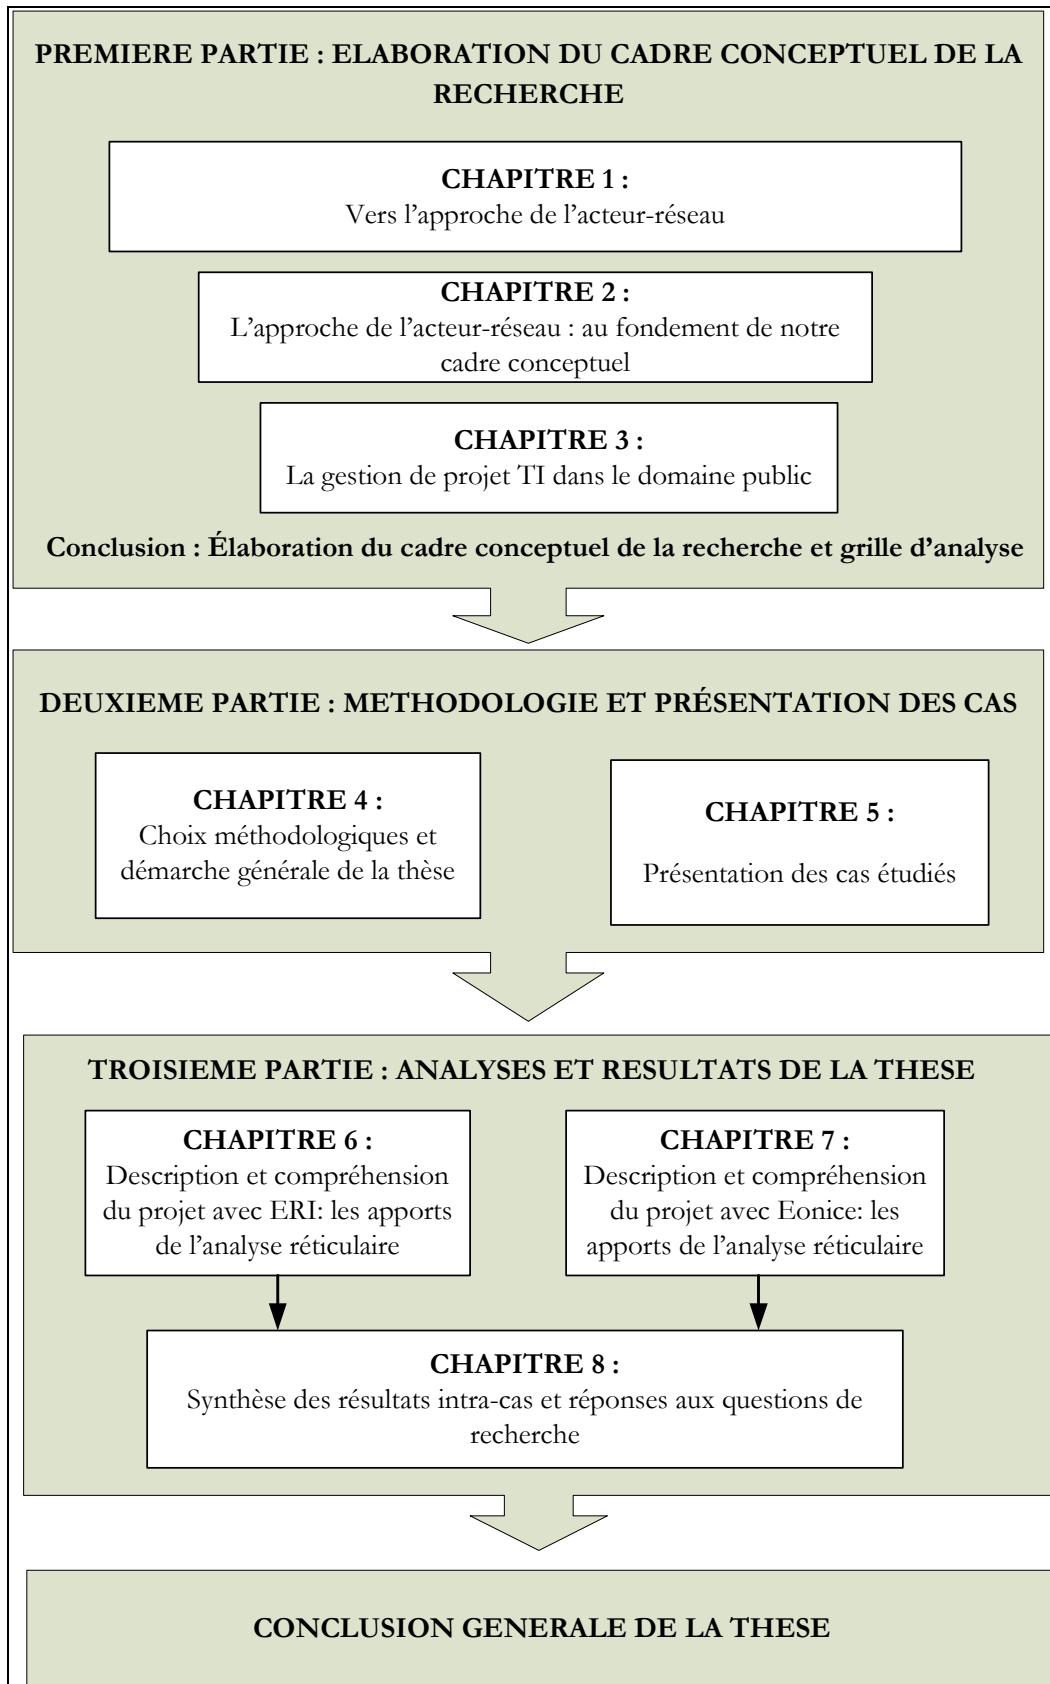 PREMIERE PARTIE : ELABORATION DU CADRE CONCEPTUEL DE LA
RECHERCHE
CHAPITRE 1 :
Vers l’approche de l’acteur-réseau
CHAPITRE 2 :
L’approche de l’acteur-réseau : au fondement de notre
cadre conceptuel
CHAPITRE 3 :
La gestion de projet TI dans le domaine public
Conclusion : Élaboration du cadre conceptuel de la recherche et grille d’analyse
DEUXIEME PARTIE : METHODOLOGIE ET PRÉSENTATION DES CAS
CHAPITRE 4 :
Choix méthodologiques et
démarche générale de la thèse
CHAPITRE 5 :
Présentation des cas étudiés
TROISIEME PARTIE : ANALYSES ET RESULTATS DE LA THESE
CHAPITRE 6 :
Description et compréhension
du projet avec ERI: les apports
de l’analyse réticulaire
CHAPITRE 7 :
Description et compréhension
du projet avec Eonice: les
apports de l’analyse réticulaire
CHAPITRE 8 :
Synthèse des résultats intra-cas et réponses aux questions de
recherche
CONCLUSION GENERALE DE LA THESE